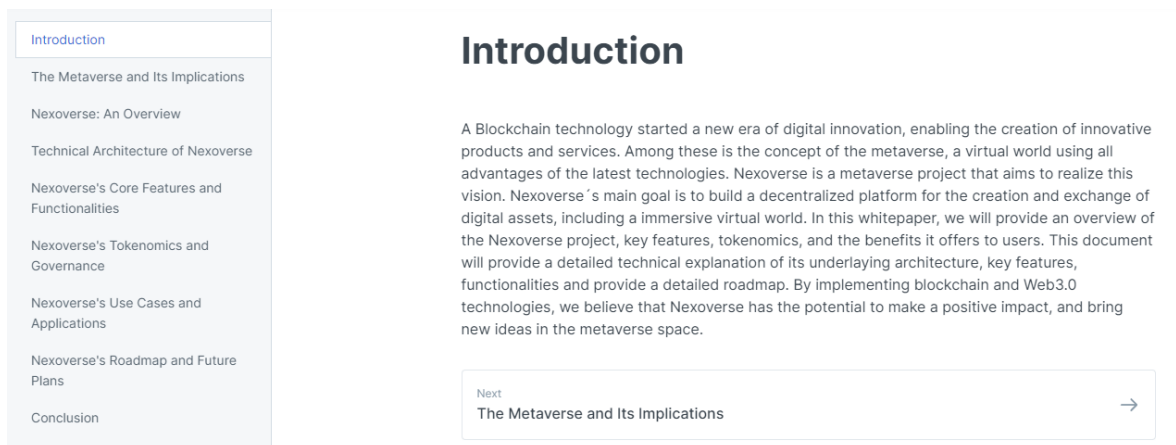 Introduction
The Metaverse and Its Implications
Nexoverse: An Overview
Technical Architecture of Nexoverse
Nexoverse's Core Features and
Functionalities
Nexoverse's Tokenomics and
Governance
Nexoverse's Use Cases and
Applications
Nexoverse's Roadmap and Future
Plans
Conclusion
Introduction
A Blockchain technology started a new era of digital innovation, enabling the creation of innovative
products and services. Among these is the concept of the metaverse, a virtual world using all
advantages of the latest technologies. Nexoverse is a metaverse project that aims to realize this
vision. Nexoverse´s main goal is to build a decentralized platform for the creation and exchange of
digital assets, including a immersive virtual world. In this whitepaper, we will provide an overview of
the Nexoverse project, key features, tokenomics, and the benefits it offers to users. This document
will provide a detailed technical explanation of its underlaying architecture, key features,
functionalities and provide a detailed roadmap. By implementing blockchain and Web3.0
technologies, we believe that Nexoverse has the potential to make a positive impact, and bring
new ideas in the metaverse space.
Next
The Metaverse and Its Implications